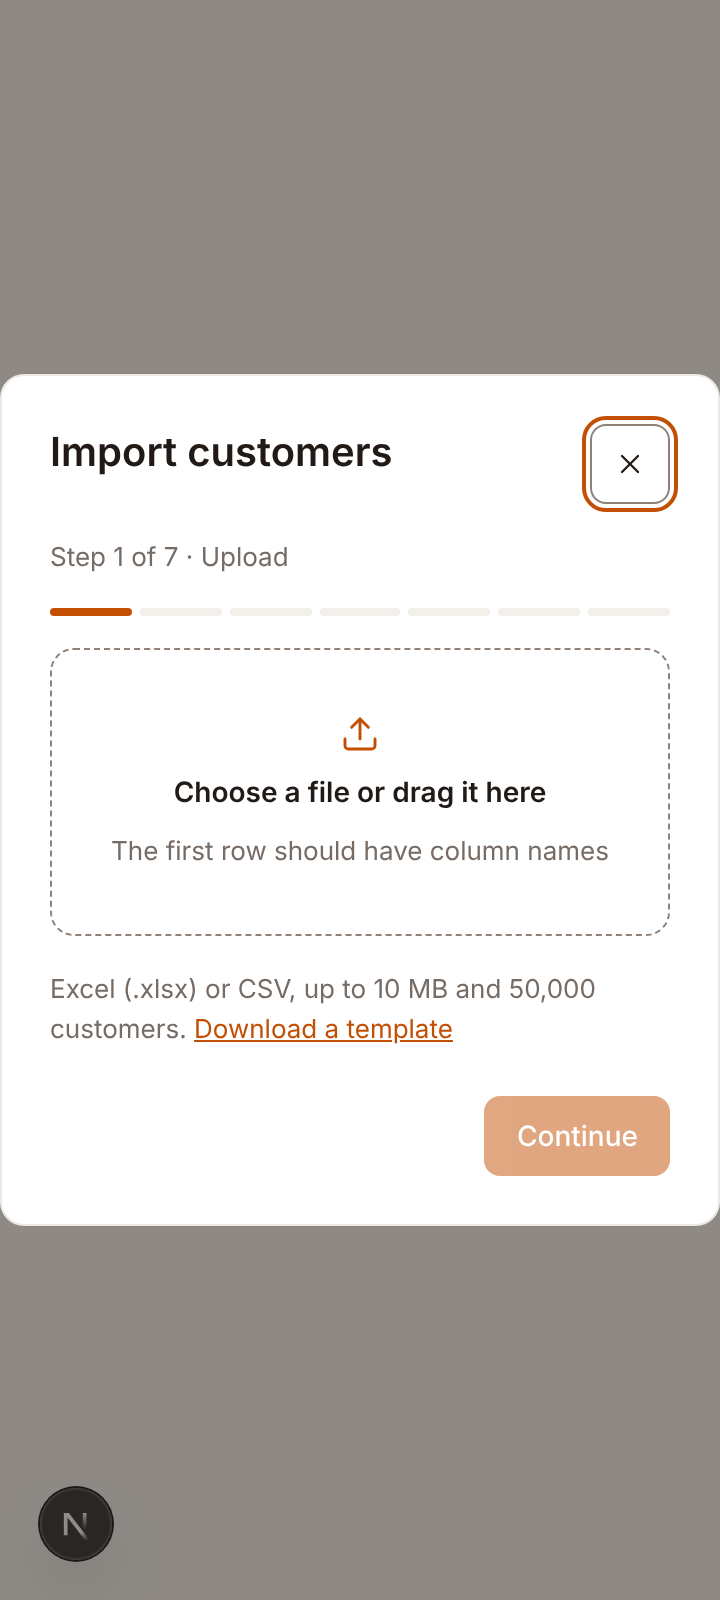 Import customers
Step 1 of 7 · Upload
Choose a file or drag it here
The first row should have column names
Excel (.xlsx) or CSV, up to 10 MB and 50,000
customers. Download a template
Continue
N